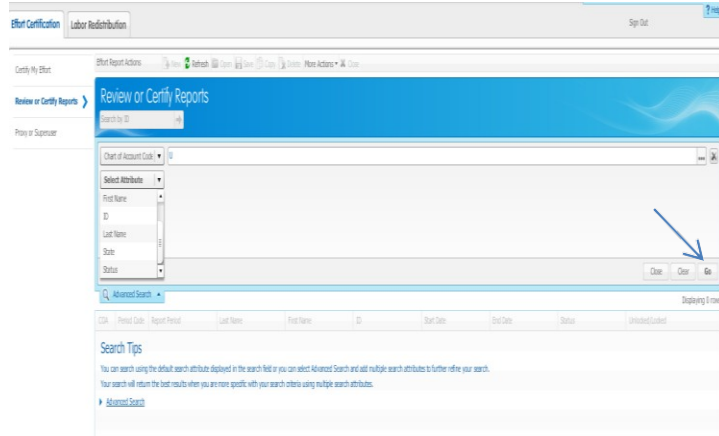 ? Help
Effort Certification Labor Redistribution Sign Out
Certify My Effort
Review or Certify Reports
Proxy or Superuser
Effort Report Actions New Refresh Open Save Copy Delete More Actions Close
Review or Certify Reports
Search by ID
Chart of Account Code U ...
Select Attribute
First Name
ID
Last Name
State
Status
Close Clear Go
Advanced Search
Displaying 0 row
COA Period Code Report Period Last Name First Name ID Start Date End Date Status Unlocked/Locked
Search Tips
You can search using the default search attribute displayed in the search field or you can select Advanced Search and add multiple search attributes to further refine your search.
Your search will return the best results when you are more specific with your search criteria using multiple search attributes.
Advanced Search